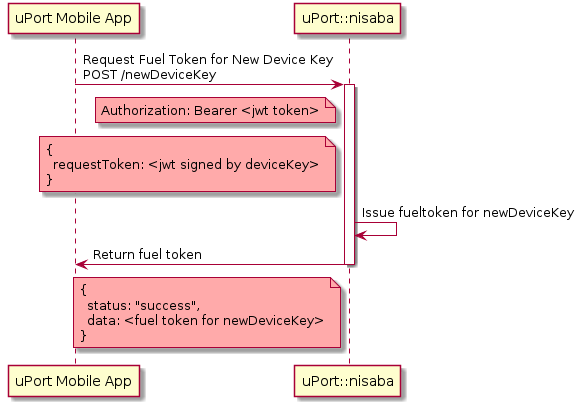 uPort Mobile App
uPort::nisaba
Request Fuel Token for New Device Key
POST /newDeviceKey
Authorization: Bearer <jwt token>
{
requestToken: <jwt signed by deviceKey>
}
Issue fueltoken for newDeviceKey
Return fuel token
{
status: "success",
data: <fuel token for newDeviceKey>
}
uPort Mobile App
uPort::nisaba